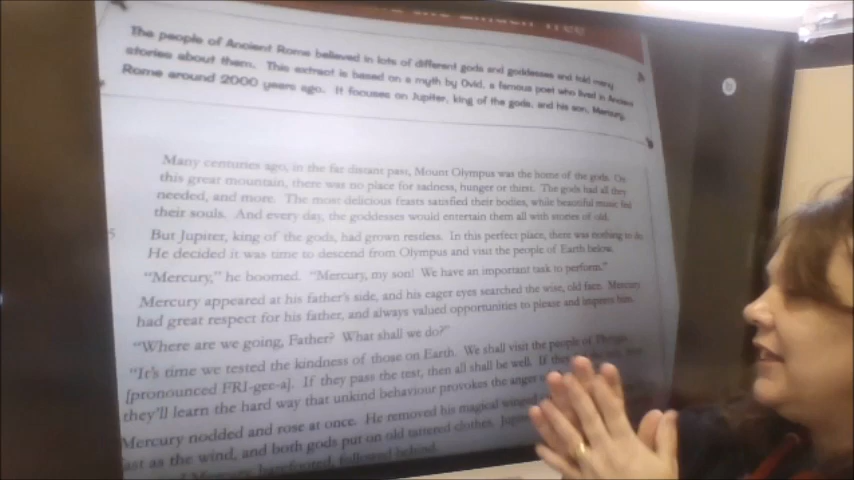 Tree
The people of Ancient Rome believed in lots of different gods and goddesses and told many
stories about them. This extract is based on a myth by Ovid, a famous poet who lived in Ancient
Rome around 2000 years ago. It focuses on Jupiter, king of the gods, and his son, Mercury.
Many centuries ago, in the far distant past, Mount Olympus was the home of the gods. On
this great mountain, there was no place for sadness, hunger or thirst. The gods had all they
needed, and more. The most delicious feasts satisfied their bodies, while beautiful music fed
their souls. And every day, the goddesses would entertain them all with stories of old.
5 But Jupiter, king of the gods, had grown restless. In this perfect place, there was nothing to do.
He decided it was time to descend from Olympus and visit the people of Earth below.
“Mercury,” he boomed. “Mercury, my son! We have an important task to perform.”
Mercury appeared at his father’s side, and his eager eyes searched the wise, old face. Mercury
had great respect for his father, and always valued opportunities to please and impress him.
“Where are we going, Father? What shall we do?”
“It’s time we tested the kindness of those on Earth. We shall visit the people of
[pronounced FRI-gee-a]. If they pass the test, then all shall be well. If they
they’ll learn the hard way that unkind behaviour provokes the anger
Mercury nodded and rose at once. He removed his magical winged
fast as the wind, and both gods put on old tattered clothes.
barefooted, followed behind.